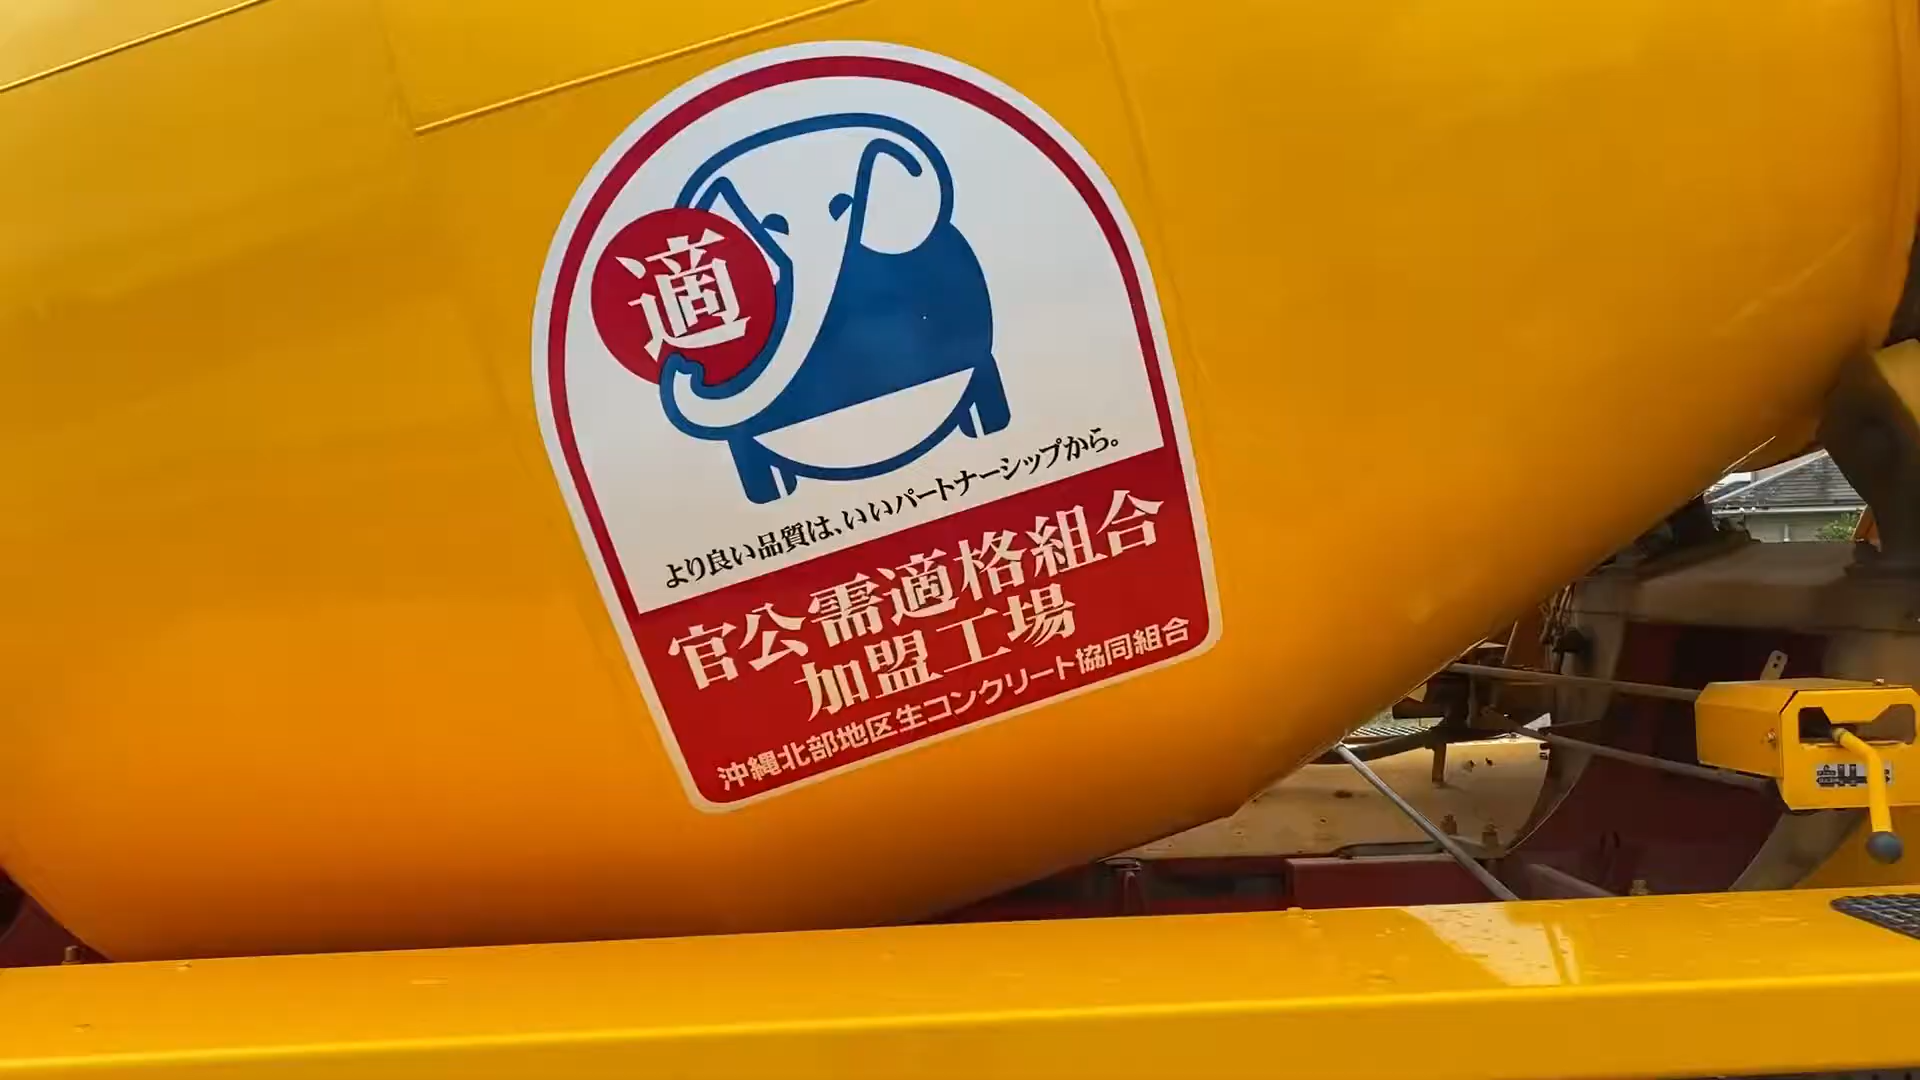 適
より良い品質は、いいパートナーシップから。
官公需適格組合
加盟工場
沖縄北部地区生コンクリート協同組合